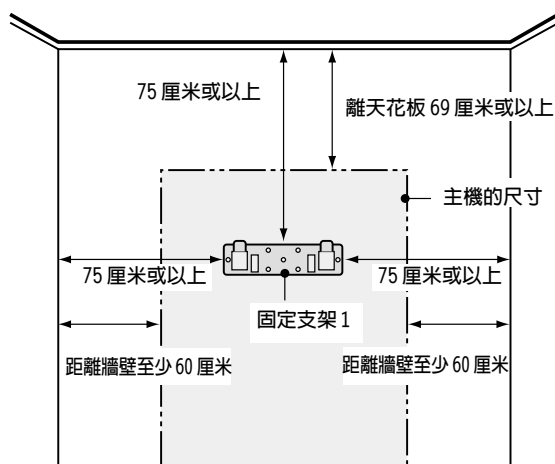 75 厘米或以上
離天花板 69 厘米或以上
主機的尺寸
75 厘米或以上
75 厘米或以上
固定支架 1
距離牆壁至少 60 厘米
距離牆壁至少 60 厘米